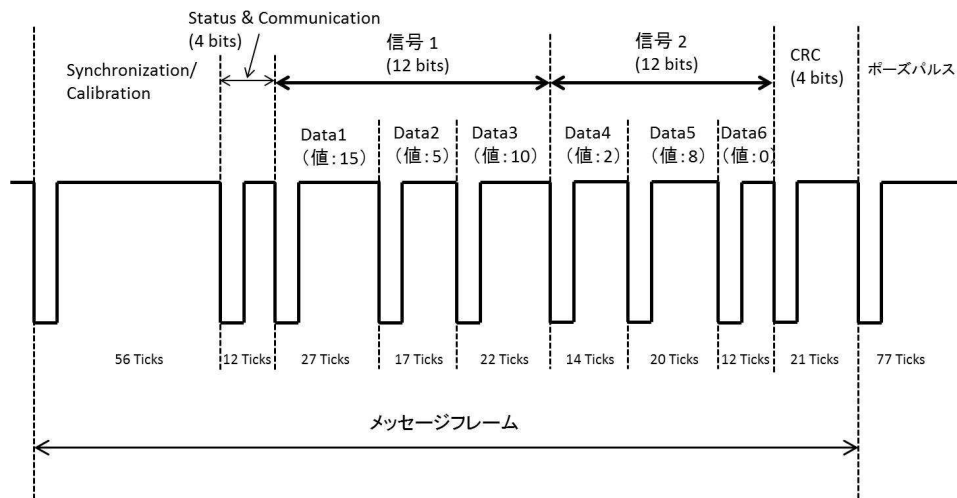 Status & Communication
(4 bits)
Synchronization/
Calibration
信号1
(12 bits)
信号2
(12 bits)
CRC
(4 bits)
ポーズパルス
Data1
(値:15)
Data2
(値:5)
Data3
(値:10)
Data4
(値:2)
Data5
(値:8)
Data6
(値:0)
56 Ticks
12 Ticks
27 Ticks
17 Ticks
22 Ticks
14 Ticks
20 Ticks
12 Ticks
21 Ticks
77 Ticks
メッセージフレーム